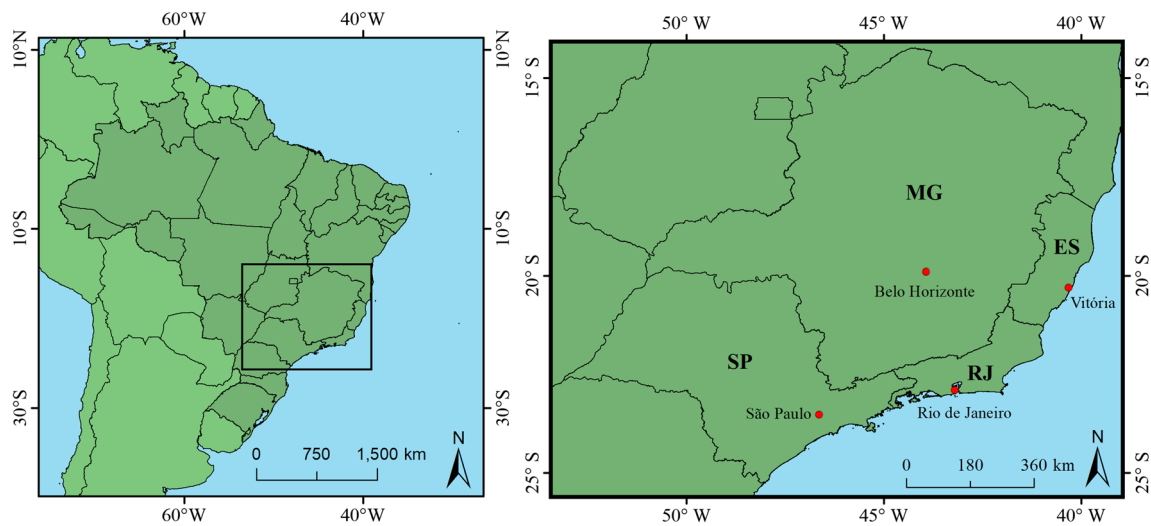 60°W 40°W
10°N
10°N
10°S
10°S
30°S
30°S
N
0 750 1,500 km
60°W 40°W
50° W 45° W 40° W
15° S
15° S
MG
ES
20° S
20° S
Belo Horizonte
Vitória
SP
RJ
São Paulo
Rio de Janeiro
N
0 180 360 km
25° S
25° S
50° W 45° W 40° W